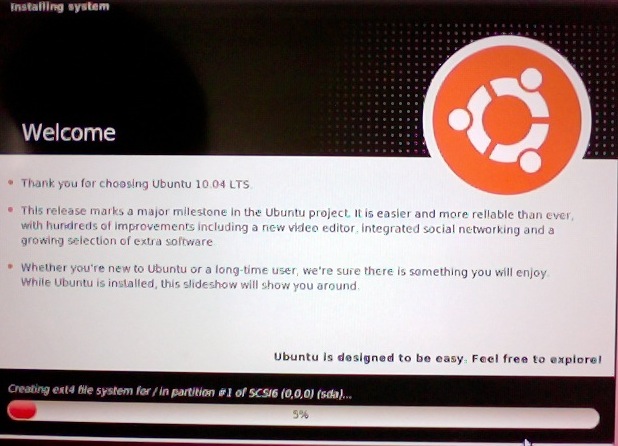 Installing system
Welcome
Thank you for choosing Ubuntu 10.04 LTS.
This release marks a major milestone in the Ubuntu project. It is easier and more reliable than ever,
with hundreds of improvements including a new video editor, integrated social networking and a
growing selection of extra software
Whether you're new to Ubuntu or a long-time user, we're sure there is something you will enjoy.
While Ubuntu is installed, this slideshow will show you around.
Ubuntu is designed to be easy. Feel free to explore!
Creating ext4 file system for / in partition #1 of SCSI6 (0,0,0) (sda)...
5%